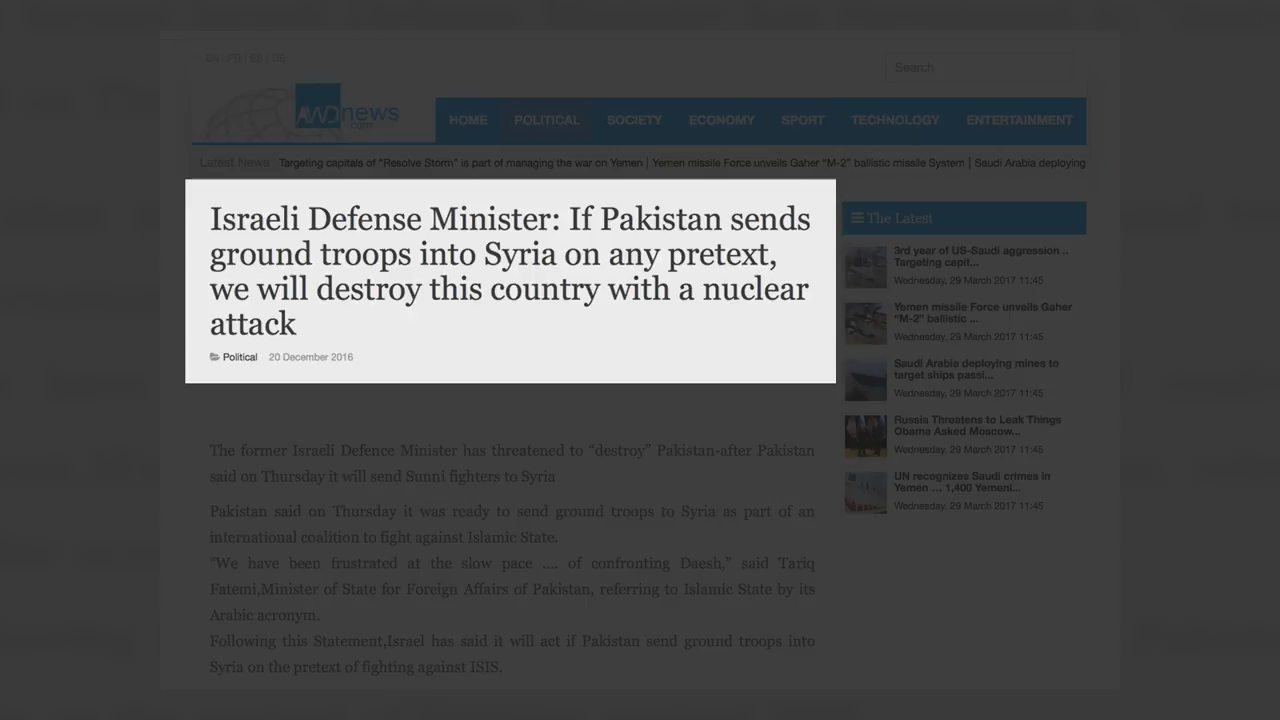 EN | FR | ES | DE
Search
AWDnews
.com
HOME POLITICAL SOCIETY ECONOMY SPORT TECHNOLOGY ENTERTAINMENT
Latest News Targeting capitals of "Resolve Storm" is part of managing the war on Yemen | Yemen missile Force unveils Gaher "M-2" ballistic missile System | Saudi Arabia deploying
Israeli Defense Minister: If Pakistan sends
ground troops into Syria on any pretext,
we will destroy this country with a nuclear
attack
Political 20 December 2016
The former Israeli Defence Minister has threatened to “destroy” Pakistan-after Pakistan
said on Thursday it will send Sunni fighters to Syria
Pakistan said on Thursday it was ready to send ground troops to Syria as part of an
international coalition to fight against Islamic State.
“We have been frustrated at the slow pace .... of confronting Daesh,” said Tariq
Fatemi,Minister of State for Foreign Affairs of Pakistan, referring to Islamic State by its
Arabic acronym.
Following this Statement,Israel has said it will act if Pakistan send ground troops into
Syria on the pretext of fighting against ISIS.
The Latest
3rd year of US-Saudi aggression ..
Targeting capit...
Wednesday, 29 March 2017 11:45
Yemen missile Force unveils Gaher
“M-2” ballistic ...
Wednesday, 29 March 2017 11:45
Saudi Arabia deploying mines to
target ships passi...
Wednesday, 29 March 2017 11:45
Russia Threatens to Leak Things
Obama Asked Moscow...
Wednesday, 29 March 2017 11:45
UN recognizes Saudi crimes in
Yemen ... 1,400 Yemeni...
Wednesday, 29 March 2017 11:45